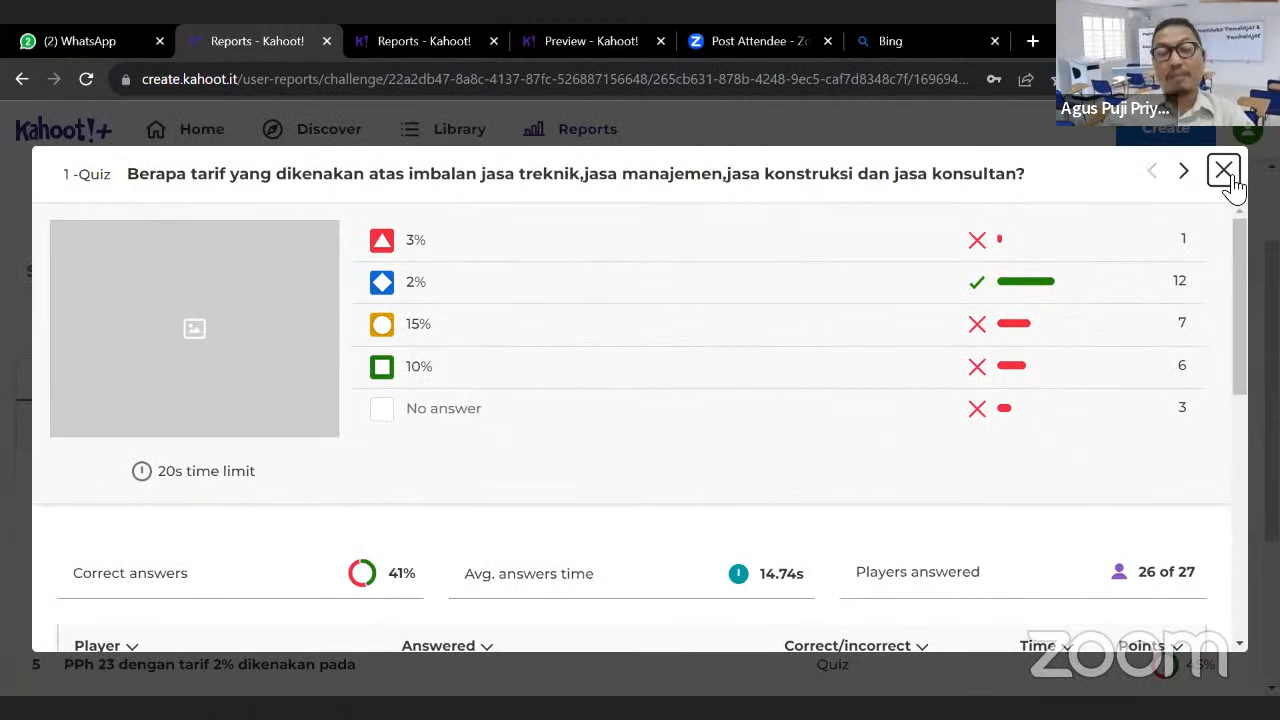 (2) WhatsApp
Reports - Kahoot!
Reports - Kaho
Preview - Kahoot!
Post Attendee - Zo
Bing
create.kahoot.it/user-reports/challenge/22a2db47-8a8c-4137-87fc-526887156648/265cb631-878b-4248-9ec5-caf7d8348c7f/169694...
Merdeka Pemelajar &
Pembelajar
Agus Puji Priy...
Kahoot!+
Home
Discover
Library
Reports
Create
1 -Quiz
Berapa tarif yang dikenakan atas imbalan jasa treknik,jasa manajemen,jasa konstruksi dan jasa konsultan?
3%
1
2%
12
15%
7
10%
6
No answer
3
20s time limit
Correct answers
41%
Avg. answers time
14.74s
Players answered
26 of 27
Player
Answered
Correct/incorrect
Time
Points
5 PPh 23 dengan tarif 2% dikenakan pada
Quiz
zoom